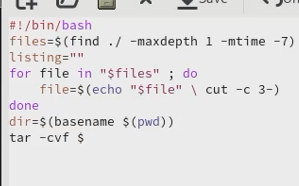 Save
#!/bin/bash
files=$(find ./ -maxdepth 1 -mtime -7)
listing=""
for file in "$files" ; do
    file=$(echo "$file" \ cut -c 3-)
done
dir=$(basename $(pwd))
tar -cvf $